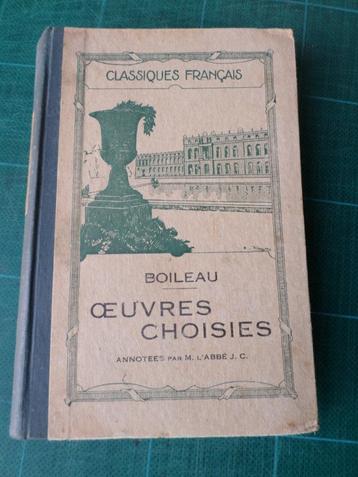 CLASSIQUES FRANÇAIS
BOILEAU
ŒUVRES
CHOISIES
ANNOTÉES PAR M. L'ABBÉ J. C.